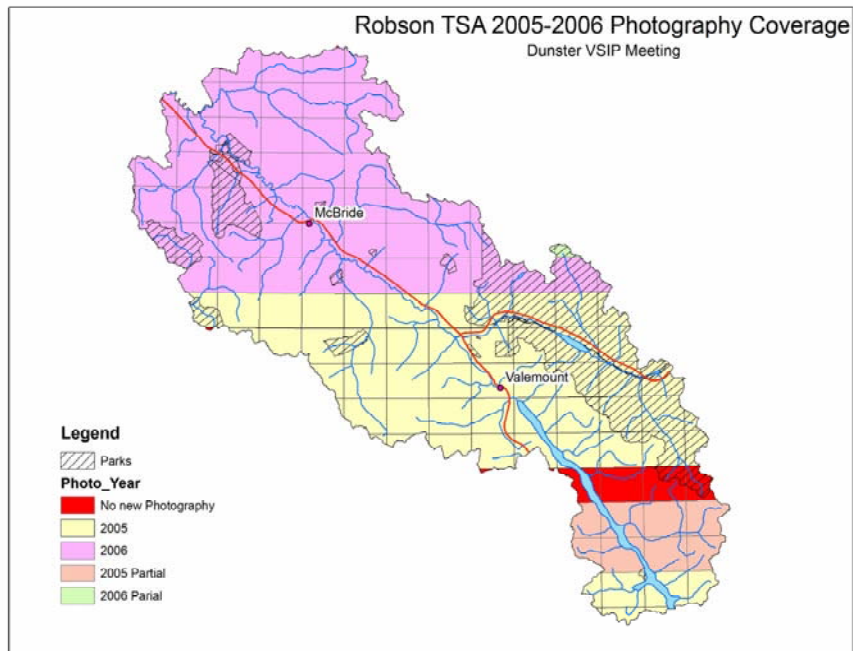 Robson TSA 2005-2006 Photography Coverage
Dunster VSIP Meeting
McBride
Valemount
Legend
Parks
Photo_Year
No new Photography
2005
2006
2005 Partial
2006 Parial